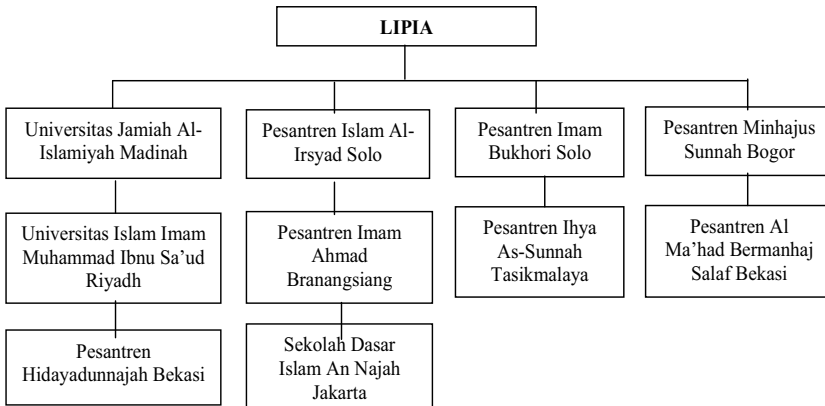 LIPIA
Universitas Jamiah Al-
Islamiyah Madinah
Pesantren Islam Al-
Irsyad Solo
Pesantren Imam
Bukhori Solo
Pesantren Minhajus
Sunnah Bogor
Universitas Islam Imam
Muhammad Ibnu Sa’ud
Riyadh
Pesantren Imam
Ahmad
Branangsiang
Pesantren Ihya
As-Sunnah
Tasikmalaya
Pesantren Al
Ma’had Bermanhaj
Salaf Bekasi
Pesantren
Hidayadunnajah Bekasi
Sekolah Dasar
Islam An Najah
Jakarta